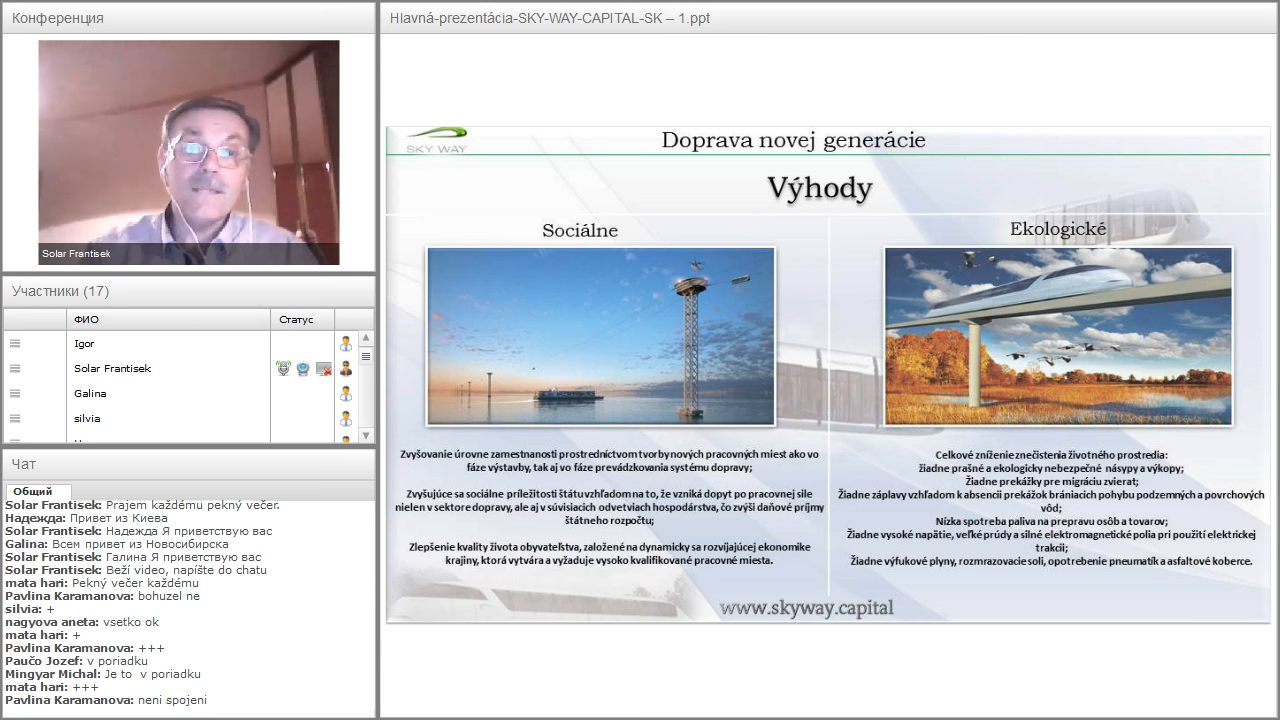 Конференция
Solar Frantisek
Участники (17)
ФИО
Статус
Igor
Solar Frantisek
Galina
silvia
Чат
Общий
Solar Frantisek: Prajem každému pekný večer.
Надежда: Привет из Киева
Solar Frantisek: Надежда Я приветствую вас
Galina: Всем привет из Новосибирска
Solar Frantisek: Галина Я приветствую вас
Solar Frantisek: Beží video, napíšte do chatu
mata hari: Pekný večer každému
Pavlina Karamanova: bohuzel ne
silvia: +
nagyova aneta: vsetko ok
mata hari: +
Pavlina Karamanova: +++
Paučo Jozef: v poriadku
Mingyar Michal: Je to v poriadku
mata hari: +++
Pavlina Karamanova: neni spojeni
Hlavná-prezentácia-SKY-WAY-CAPITAL-SK – 1.ppt
SKY WAY
Doprava novej generácie
Výhody
Sociálne
Zvyšovanie úrovne zamestnanosti prostredníctvom tvorby nových pracovných miest ako vo
fáze výstavby, tak aj vo fáze prevádzkovania systému dopravy;
Zvyšujúce sa sociálne príležitosti štátu vzhľadom na to, že vzniká dopyt po pracovnej sile
nielen v sektore dopravy, ale aj v súvisiacich odvetviach hospodárstva, čo zvýši daňové príjmy
štátneho rozpočtu;
Zlepšenie kvality života obyvateľstva, založené na dynamicky sa rozvíjajúcej ekonomike
krajiny, ktorá vytvára a vyžaduje vysoko kvalifikované pracovné miesta.
Ekologické
Celkové zníženie znečistenia životného prostredia:
žiadne prašné a ekologicky nebezpečné násypy a výkopy;
Žiadne prekážky pre migráciu zvierat;
Žiadne záplavy vzhľadom k absencii prekážok brániacich pohybu podzemných a povrchových
vôd;
Nízka spotreba paliva na prepravu osôb a tovarov;
Žiadne vysoké napätie, veľké prúdy a silné elektromagnetické polia pri použití elektrickej
trakcii;
Žiadne výfukové plyny, rozmrazovacie soli, opotrebenie pneumatík a asfaltové koberce.
www.skyway.capital